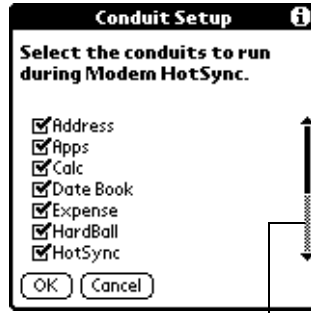 Conduit Setup
Select the conduits to run
during Modem HotSync.
Address
Apps
Calc
Date Book
Expense
HardBall
HotSync
OK Cancel